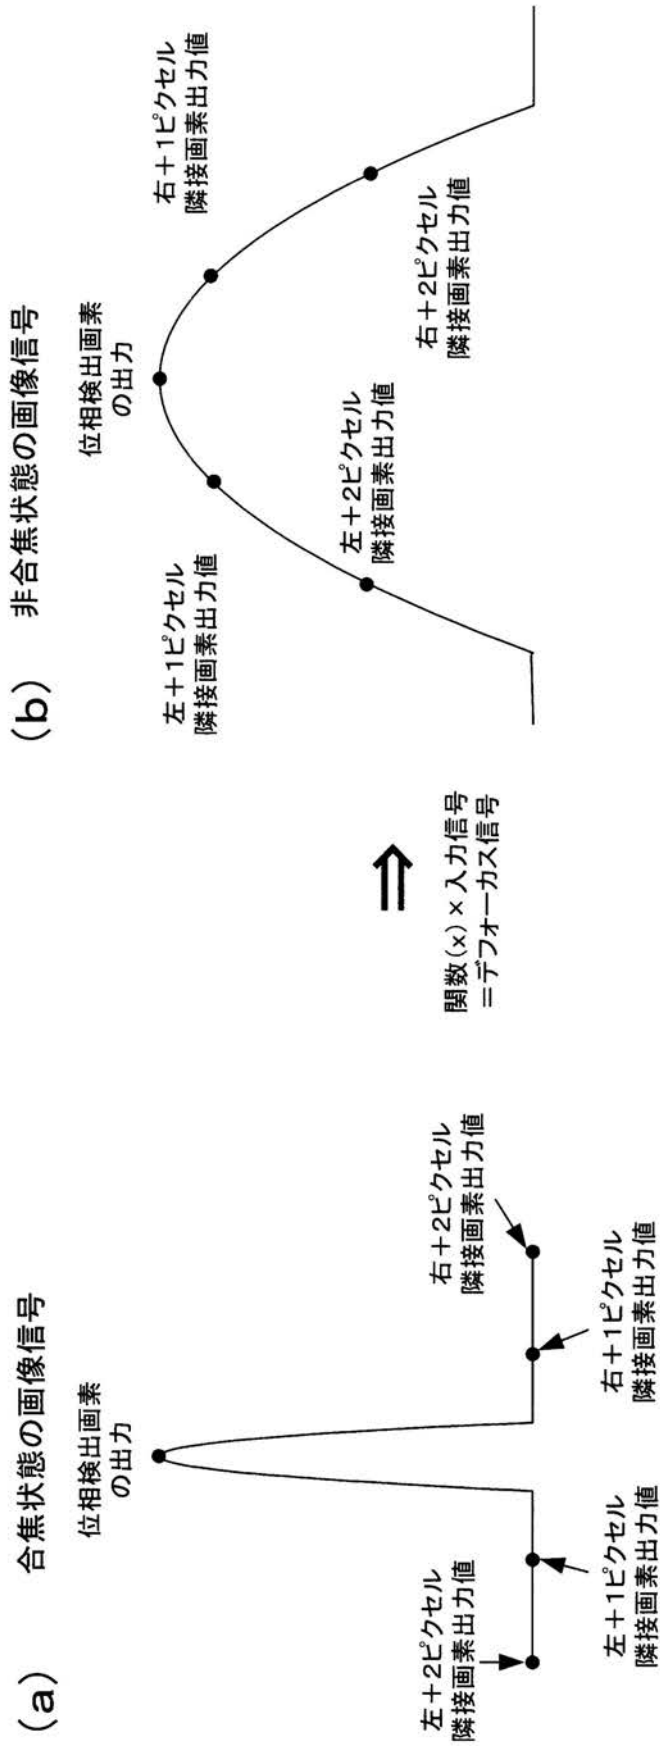 (a) 合焦状態の画像信号
位相検出画素
の出力
左+2ピクセル
隣接画素出力値
左+1ピクセル
隣接画素出力値
右+2ピクセル
隣接画素出力値
右+1ピクセル
隣接画素出力値
⇒
関数(x)×入力信号
=デフォーカス信号
(b) 非合焦状態の画像信号
位相検出画素
の出力
左+1ピクセル
隣接画素出力値
左+2ピクセル
隣接画素出力値
右+1ピクセル
隣接画素出力値
右+2ピクセル
隣接画素出力値